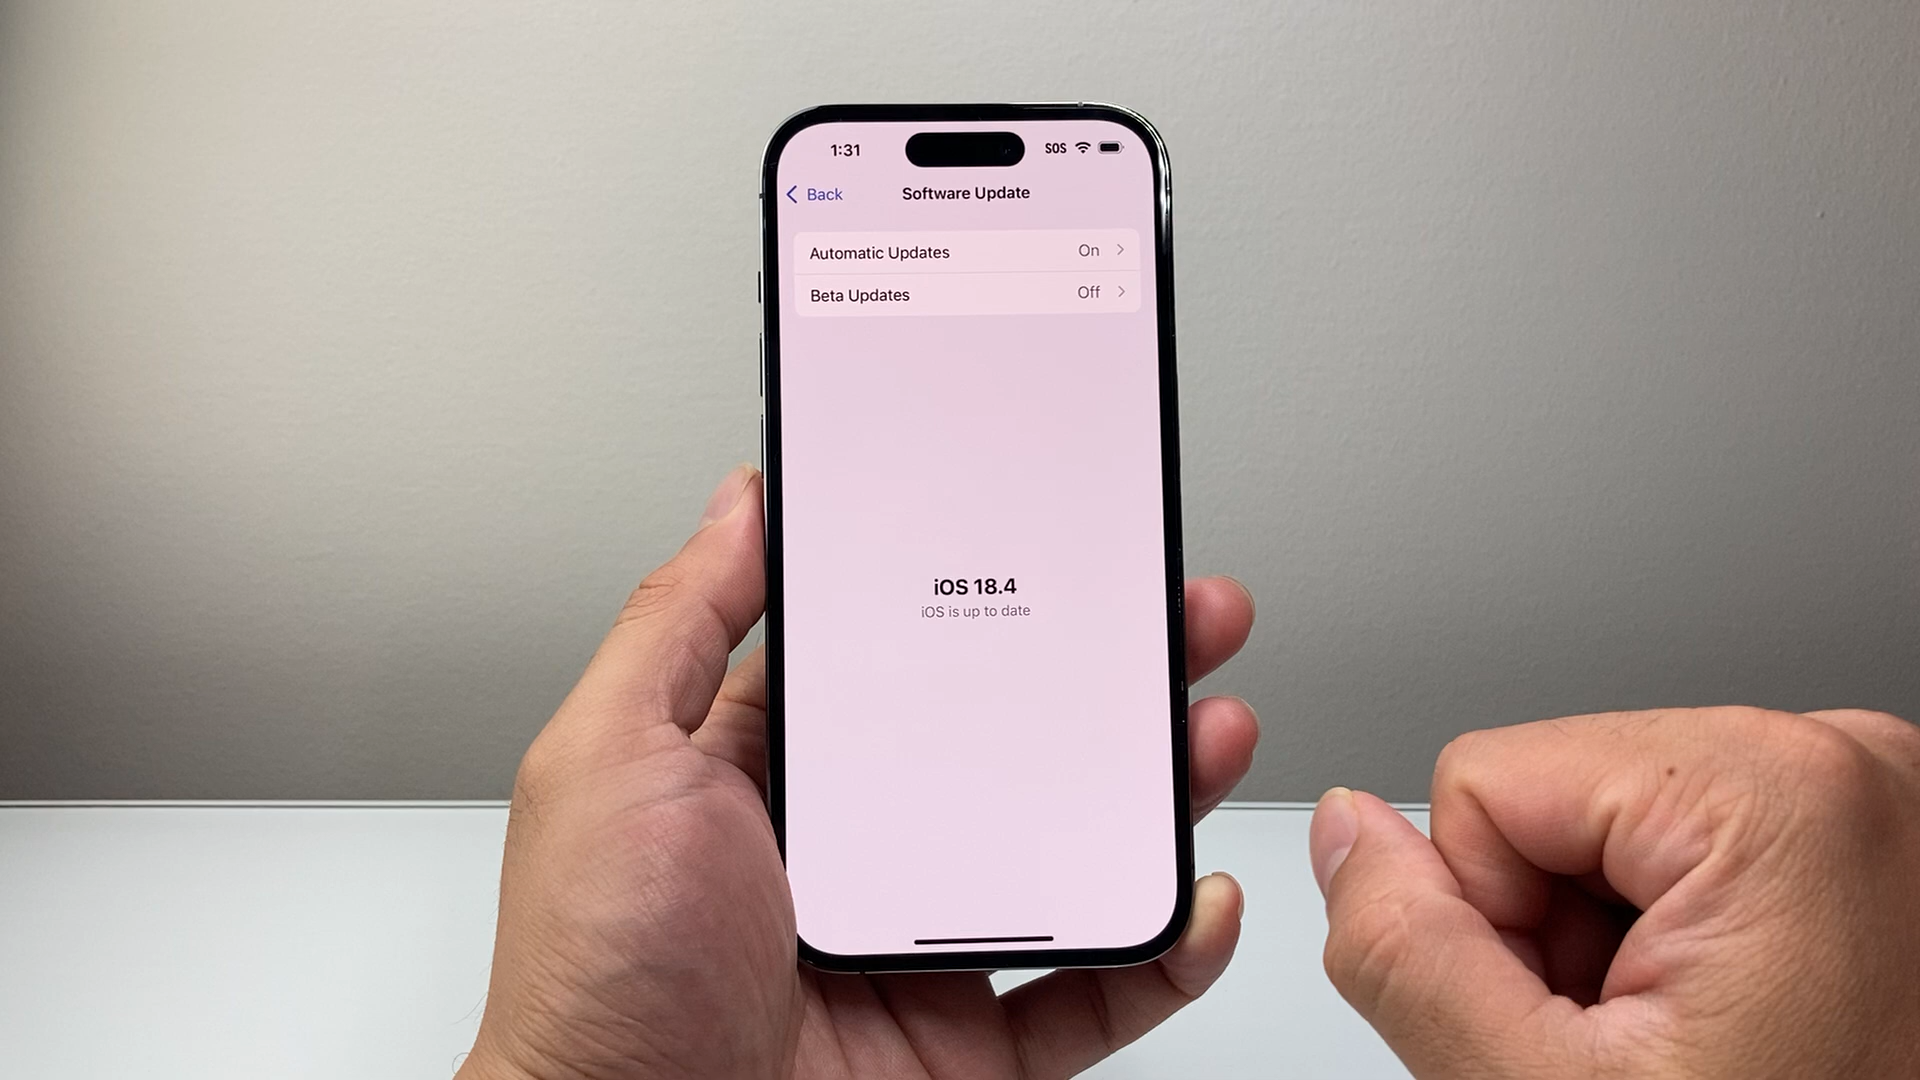 1:31 SOS
Back Software Update
Automatic Updates On
Beta Updates Off
iOS 18.4
iOS is up to date